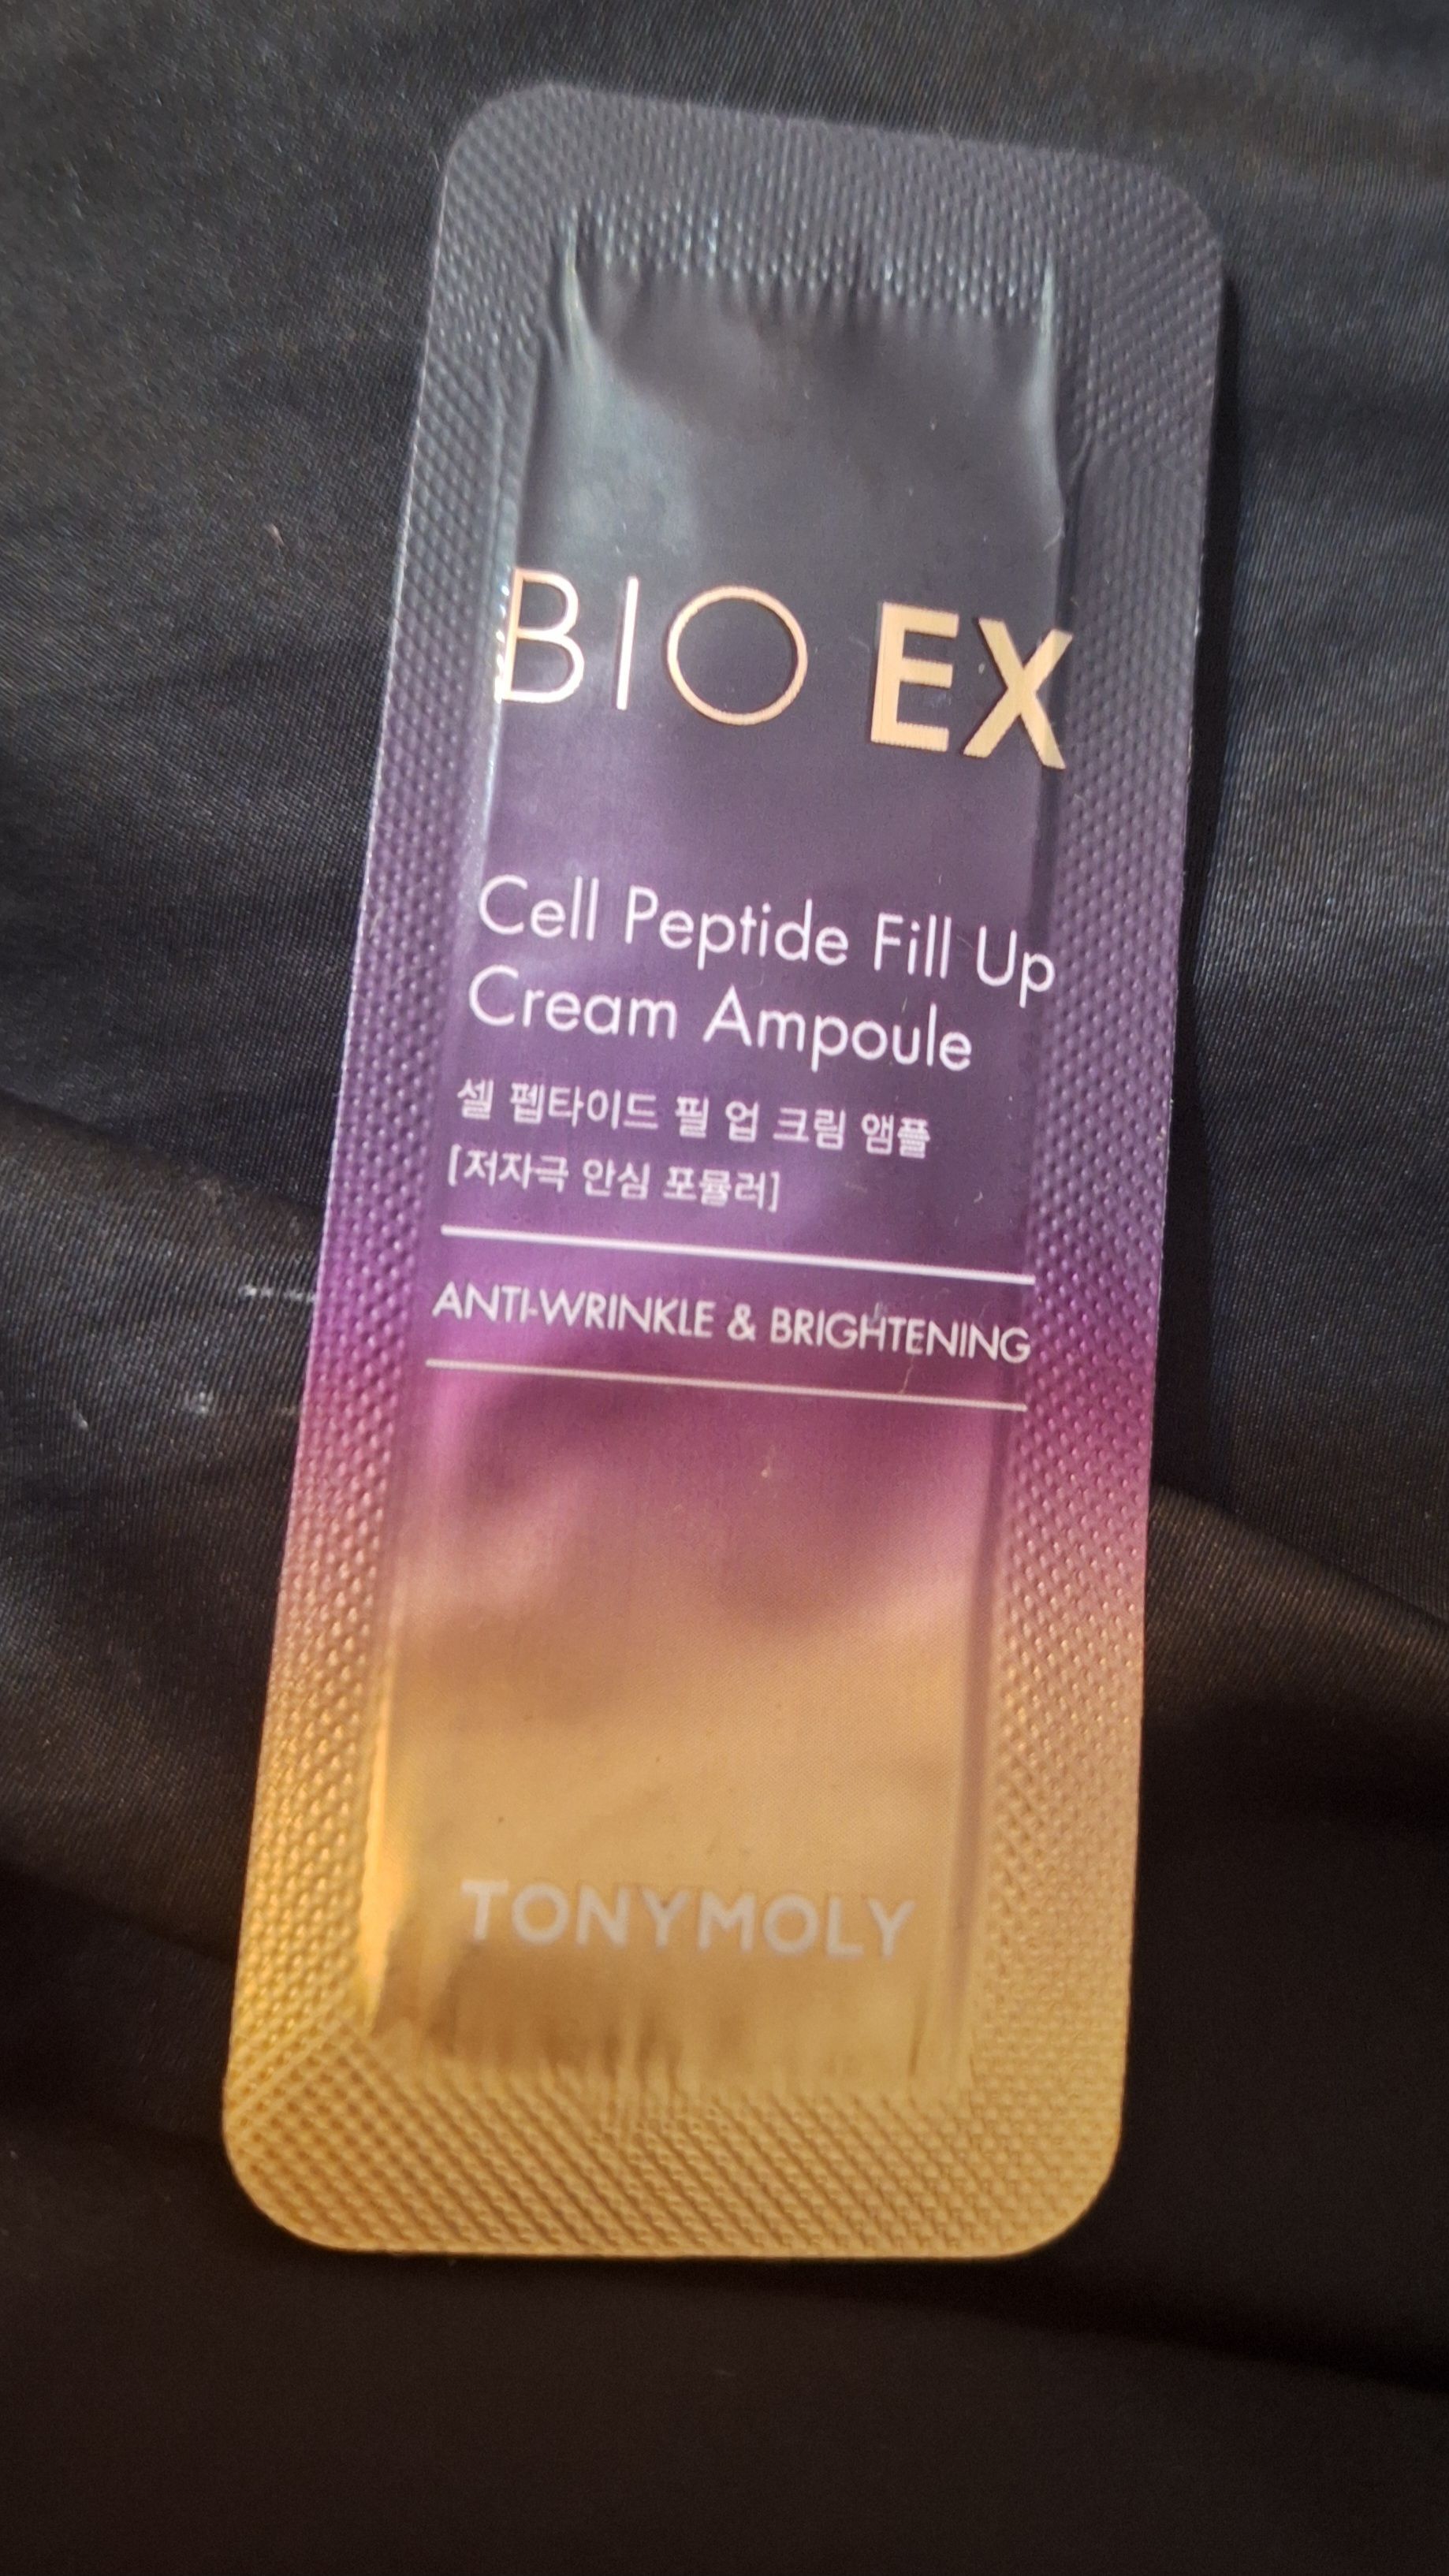 BIO EX
Cell Peptide Fill Up
Cream Ampoule
셀 펩타이드 필 업 크림 앰플
[저자극 안심 포뮬러]
ANTI-WRINKLE & BRIGHTENING
TONYMOLY